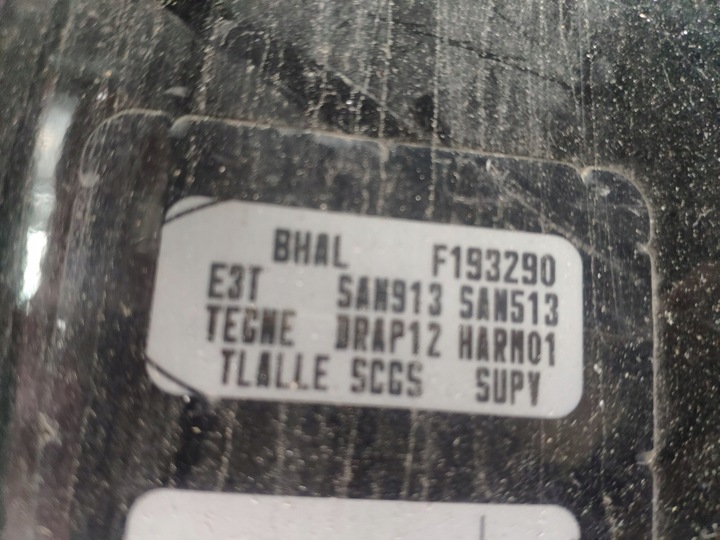 BHAL F193290
E3T SAN913 SAN513
TEGNE DRAP12 HARM01
TLALLE SCGS SUPV